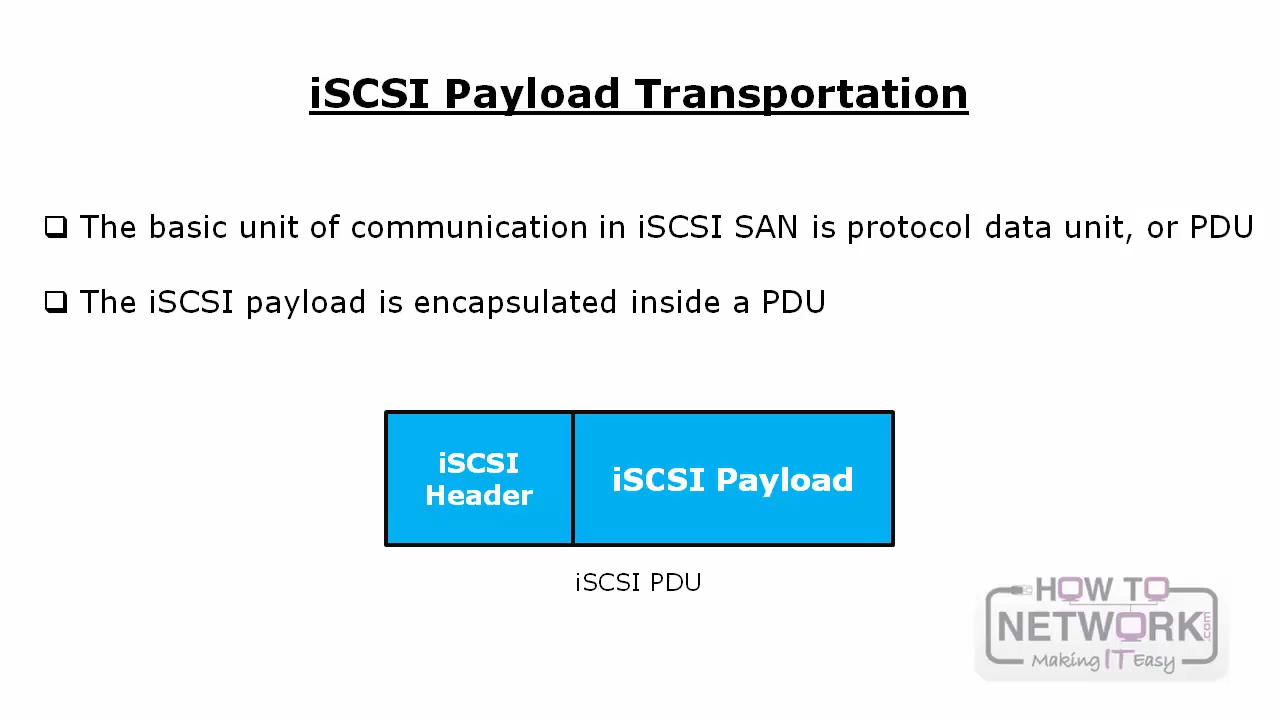 iSCSI Payload Transportation
❑ The basic unit of communication in iSCSI SAN is protocol data unit, or PDU
❑ The iSCSI payload is encapsulated inside a PDU
iSCSI
Header
iSCSI Payload
iSCSI PDU
HOW TO
NETWORK.com
Making IT Easy